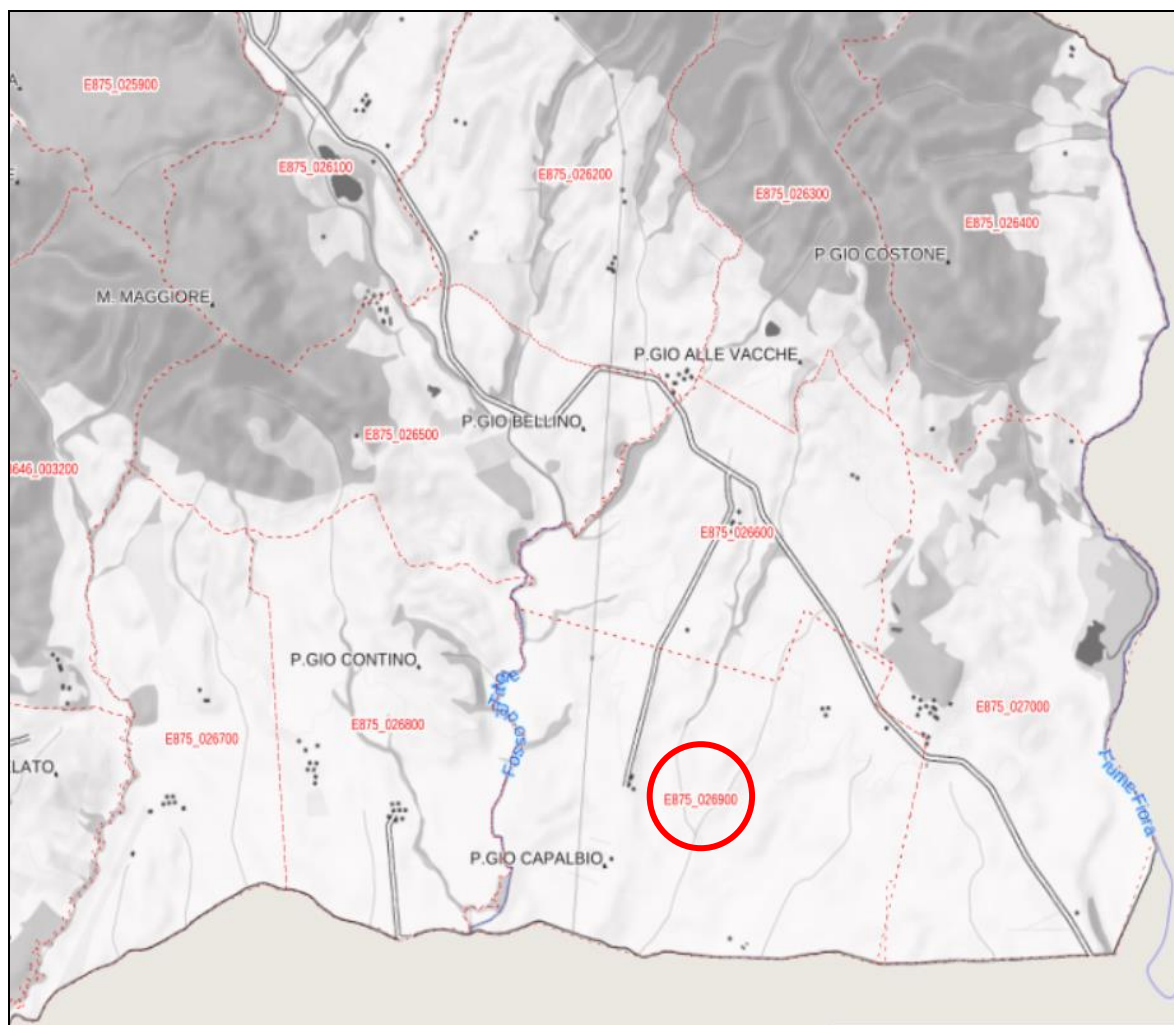 E875_025900
E875_026100
E875_026200
E875_026300
E875_026400
P.GIO COSTONE
M. MAGGIORE
P.GIO ALLE VACCHE
P.GIO BELLINO
E875_026500
646_003200
E875_026600
P.GIO CONTINO
E875_026800
E875_026700
E875_027000
LATO
Fiume Fiora
E875_026900
P.GIO CAPALBIO